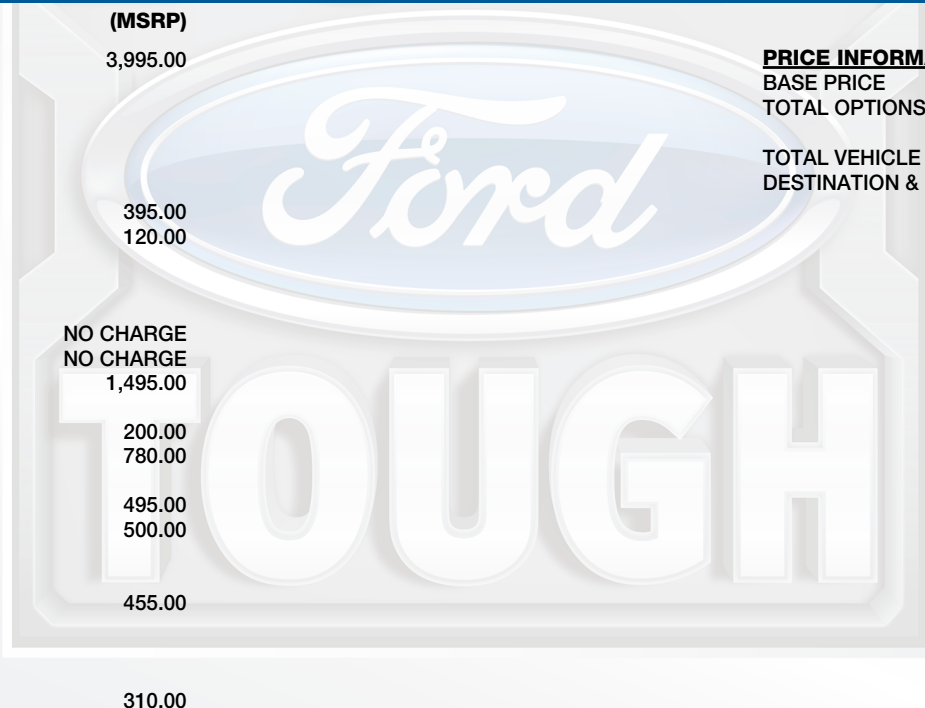 (MSRP)
3,995.00
395.00
120.00
NO CHARGE
NO CHARGE
1,495.00
200.00
780.00
495.00
500.00
455.00
310.00
PRICE INFORMA
BASE PRICE
TOTAL OPTIONS
TOTAL VEHICLE
DESTINATION &
Ford
TOUGH